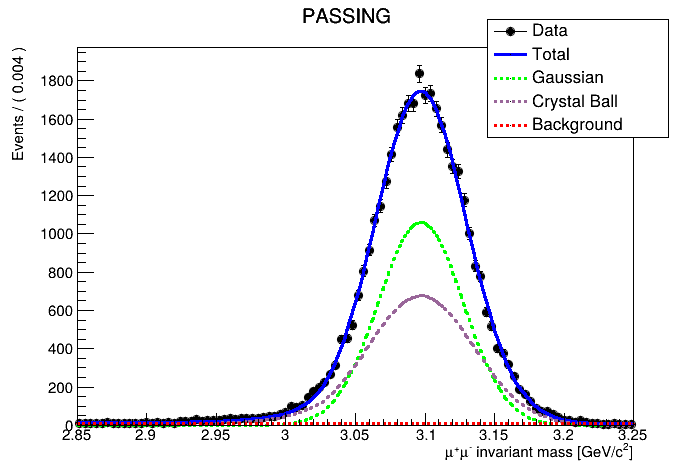 PASSING
Events / ( 0.004 )
Data
Total
Gaussian
Crystal Ball
Background
1800
1600
1400
1200
1000
800
600
400
200
0
2.85 2.9 2.95 3 3.05 3.1 3.15 3.2 3.25
μ⁺μ⁻ invariant mass [GeV/c²]